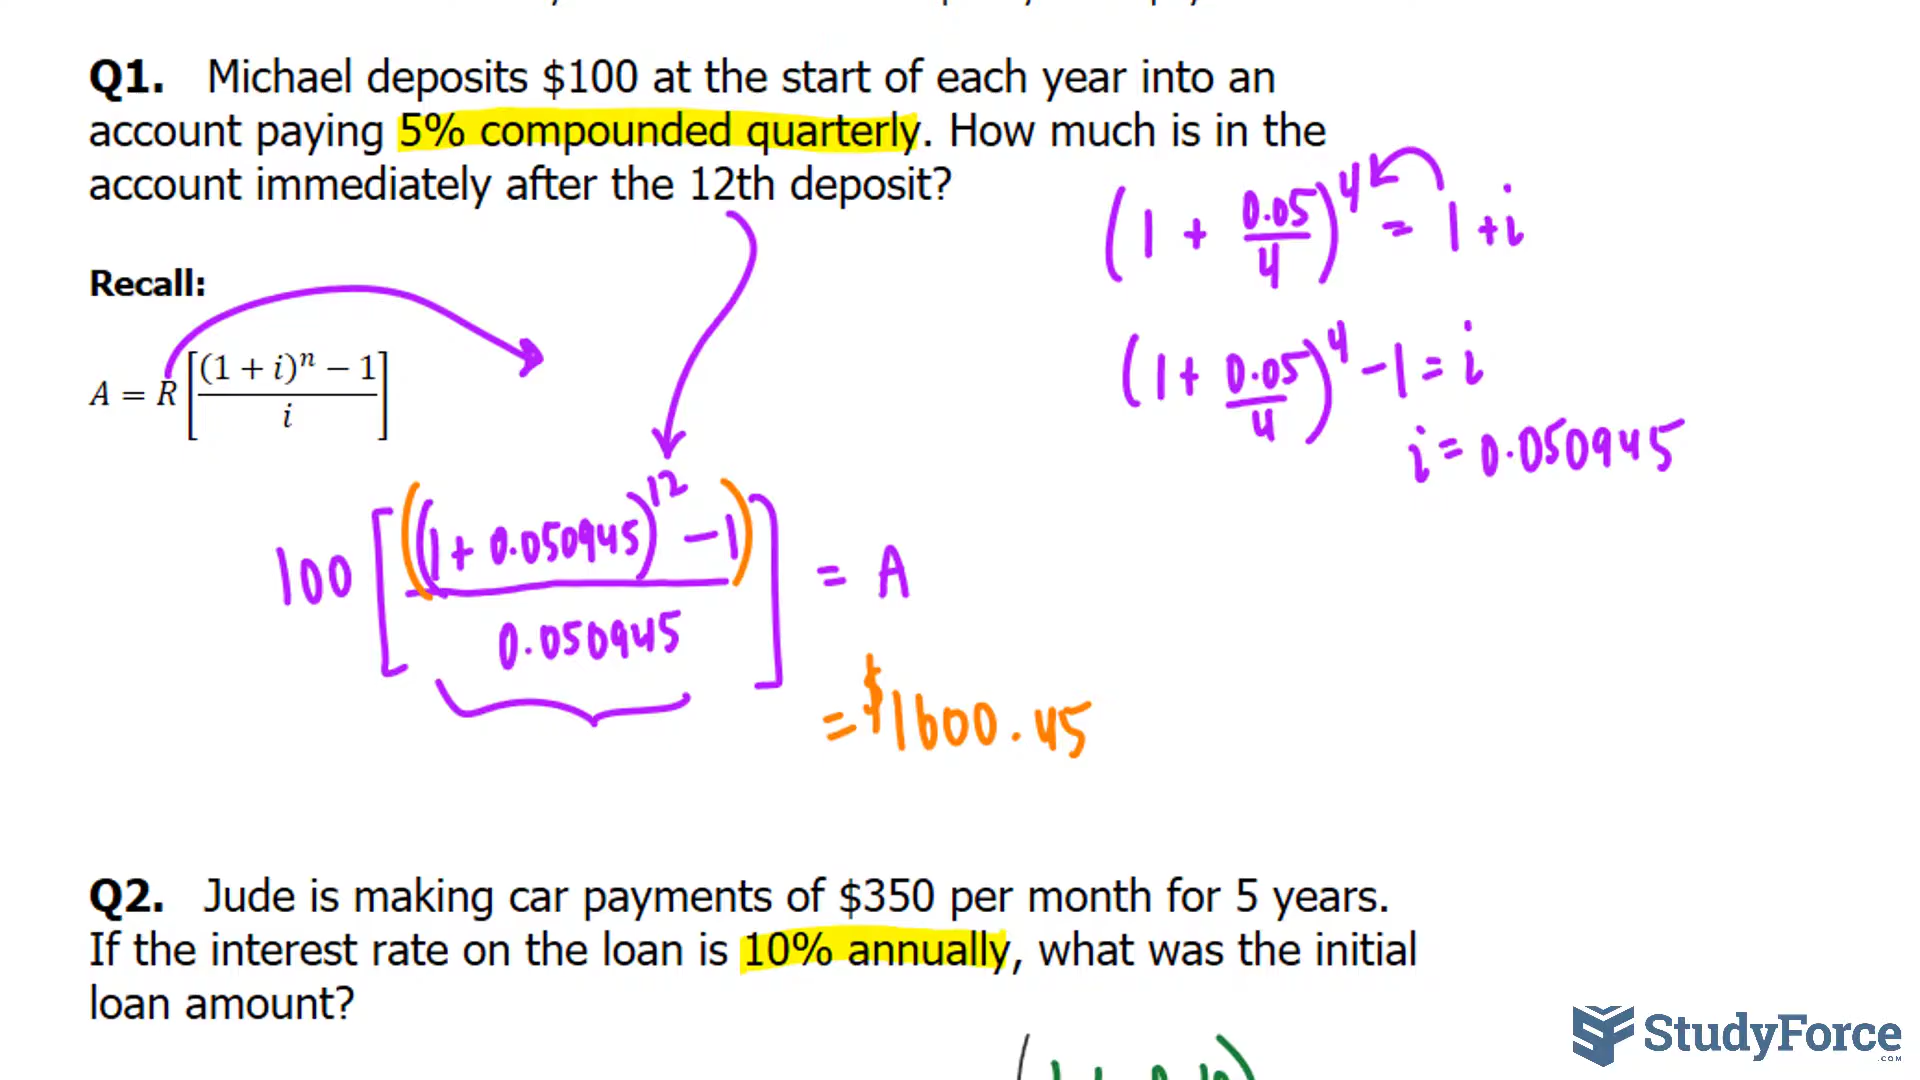 Q1. Michael deposits $100 at the start of each year into an
account paying 5% compounded quarterly. How much is in the
account immediately after the 12th deposit?
(1 + 0.05/4)^4 = 1+i
Recall:
A = R[((1 + i)^n − 1)/i]
(1 + 0.05/4)^4 - 1 = i
i = 0.050945
100 [((1 + 0.050945)^12 - 1)/0.050945] = A
= $1600.45
Q2. Jude is making car payments of $350 per month for 5 years.
If the interest rate on the loan is 10% annually, what was the initial
loan amount?
StudyForce
.COM